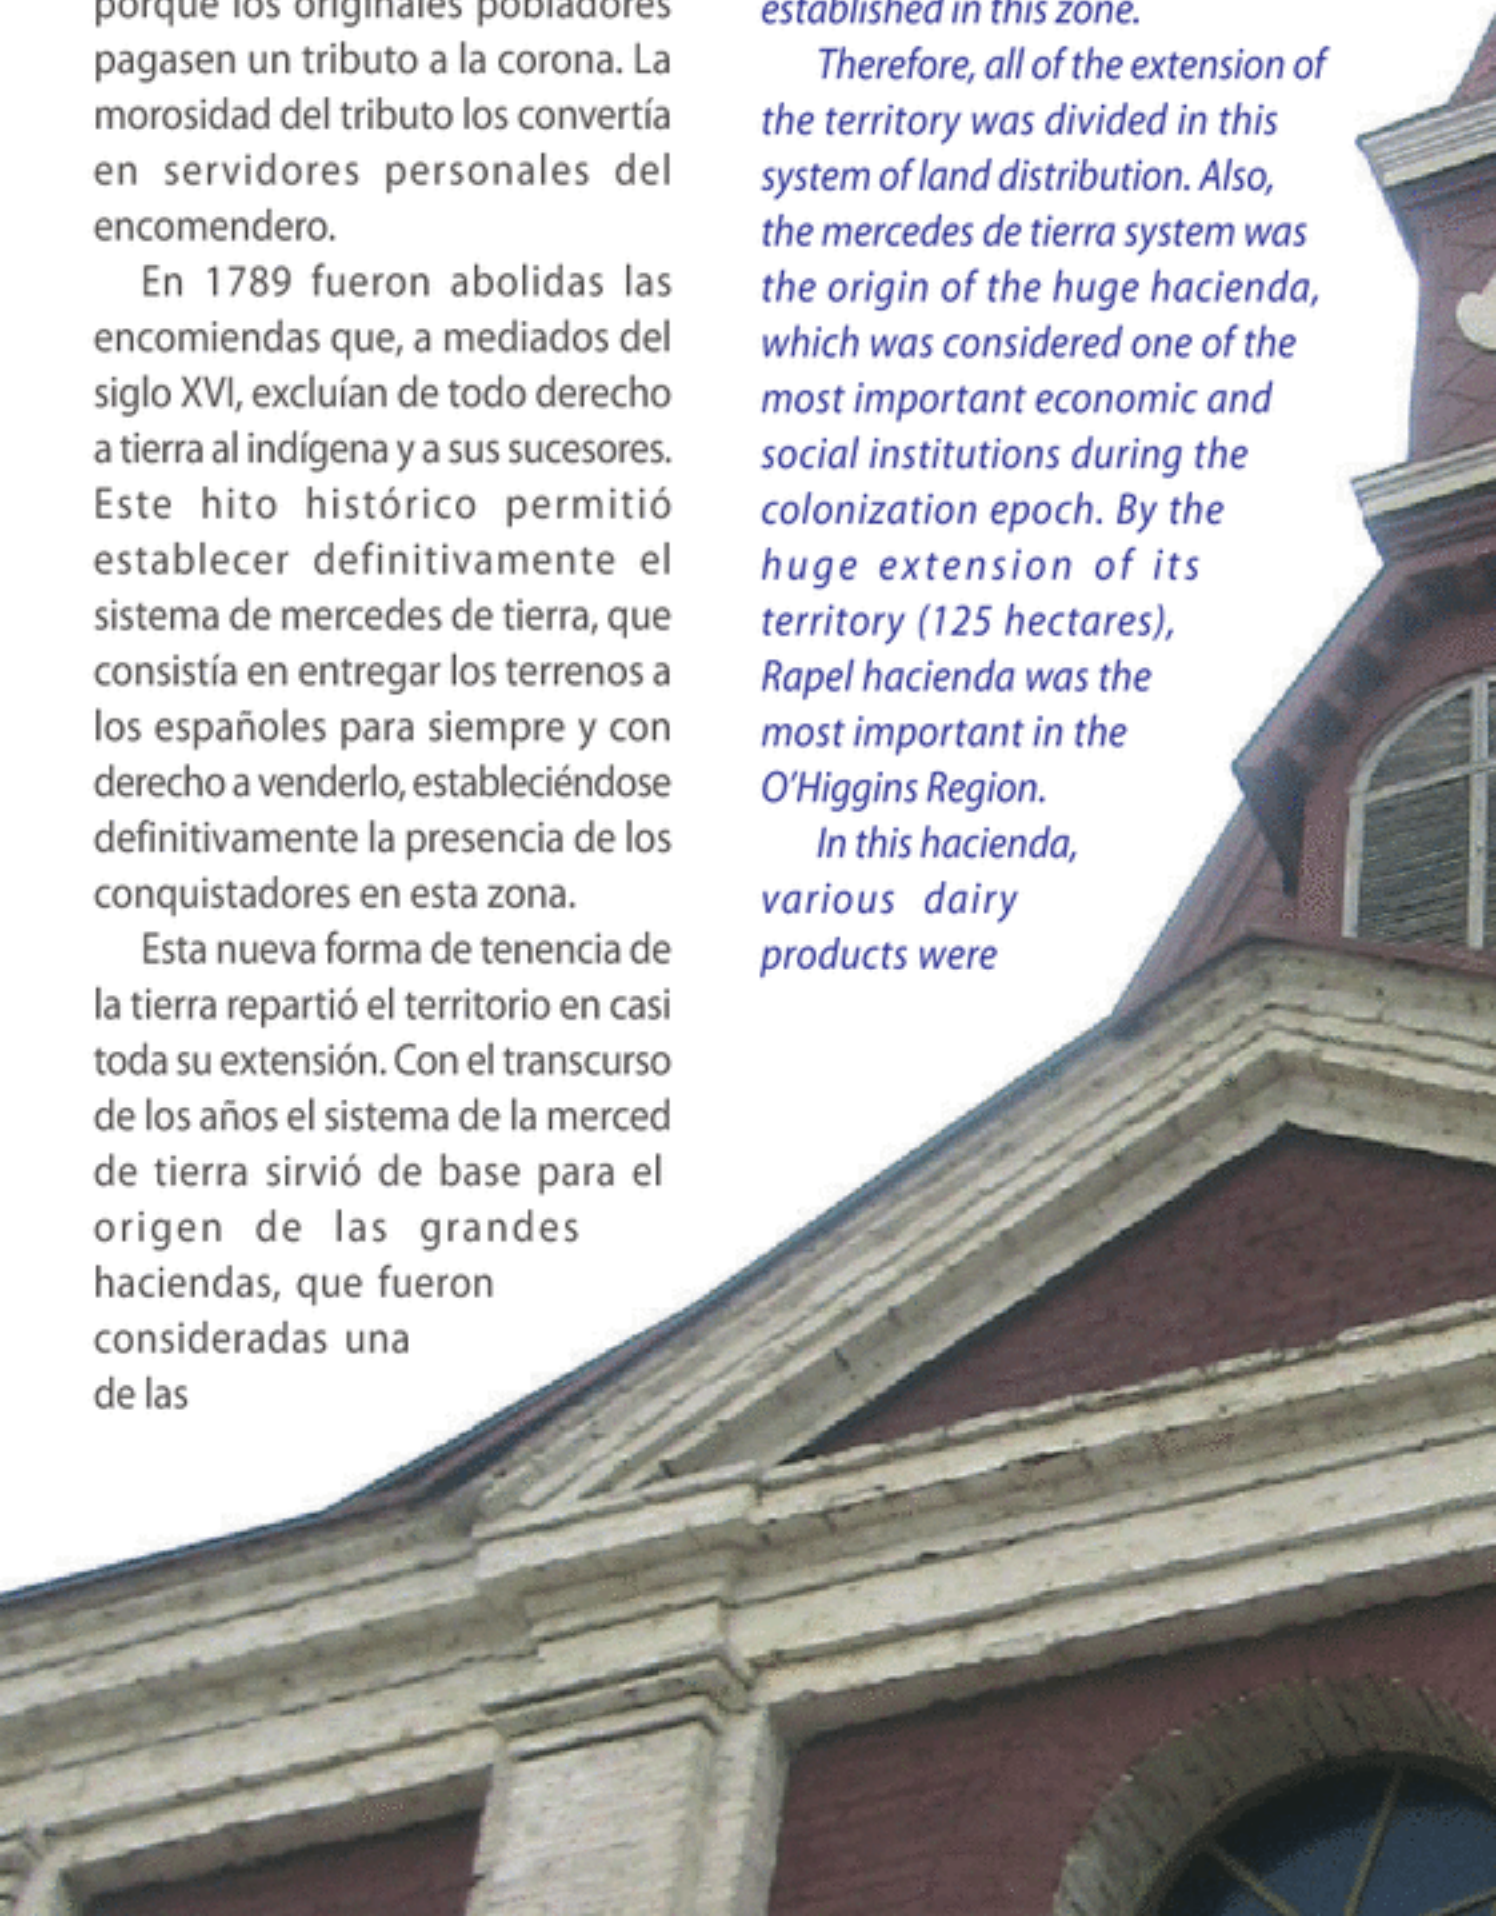 porque los originales pobladores
pagasen un tributo a la corona. La
morosidad del tributo los convertía
en servidores personales del
encomendero.
En 1789 fueron abolidas las
encomiendas que, a mediados del
siglo XVI, excluían de todo derecho
a tierra al indígena y a sus sucesores.
Este hito histórico permitió
establecer definitivamente el
sistema de mercedes de tierra, que
consistía en entregar los terrenos a
los españoles para siempre y con
derecho a venderlo, estableciéndose
definitivamente la presencia de los
conquistadores en esta zona.
Esta nueva forma de tenencia de
la tierra repartió el territorio en casi
toda su extensión. Con el transcurso
de los años el sistema de la merced
de tierra sirvió de base para el
origen de las grandes
haciendas, que fueron
consideradas una
de las
established in this zone.
Therefore, all of the extension of
the territory was divided in this
system of land distribution. Also,
the mercedes de tierra system was
the origin of the huge hacienda,
which was considered one of the
most important economic and
social institutions during the
colonization epoch. By the
huge extension of its
territory (125 hectares),
Rapel hacienda was the
most important in the
O'Higgins Region.
In this hacienda,
various dairy
products were